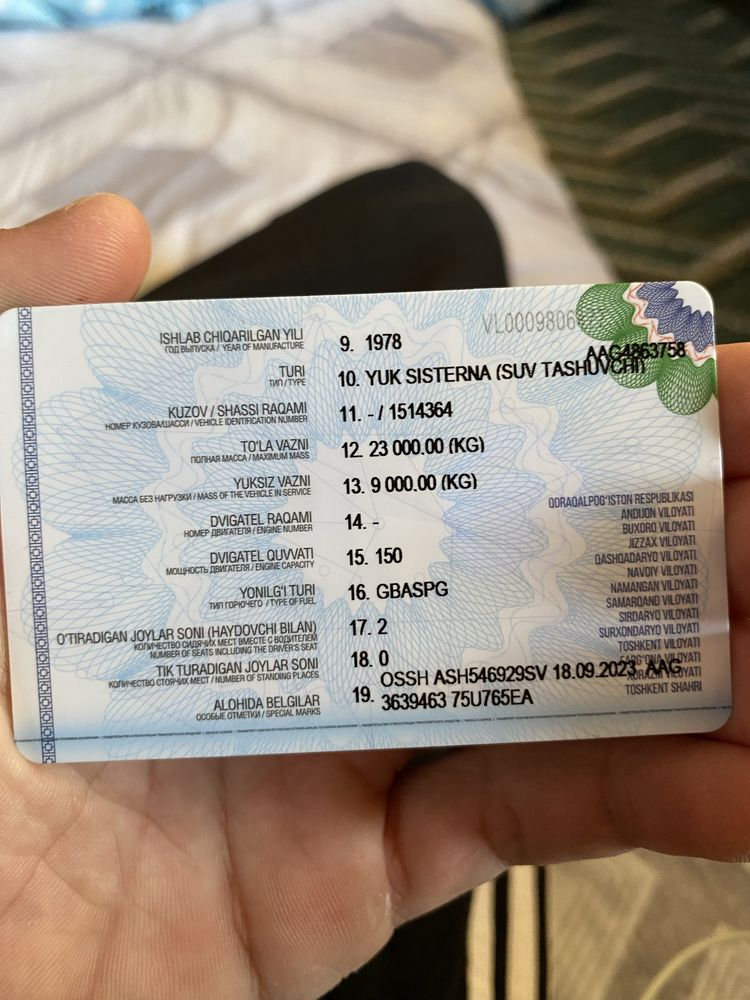 VL0009806
AAG4863758
ISHLAB CHIQARILGAN YILI
ГОД ВЫПУСКА / YEAR OF MANUFACTURE
9. 1978
TURI
ТИП / TYPE
10. YUK SISTERNA (SUV TASHUVCHI)
KUZOV / SHASSI RAQAMI
НОМЕР КУЗОВА/ШАССИ / VEHICLE IDENTIFICATION NUMBER
11. - / 1514364
TO'LA VAZNI
ПОЛНАЯ МАССА / MAXIMUM MASS
12. 23 000.00 (KG)
YUKSIZ VAZNI
МАССА БЕЗ НАГРУЗКИ / MASS OF THE VEHICLE IN SERVICE
13. 9 000.00 (KG)
DVIGATEL RAQAMI
НОМЕР ДВИГАТЕЛЯ / ENGINE NUMBER
14. -
DVIGATEL QUVVATI
МОЩНОСТЬ ДВИГАТЕЛЯ / ENGINE CAPACITY
15. 150
YONILG'I TURI
ТИП ГОРЮЧЕГО / TYPE OF FUEL
16. GBASPG
O'TIRADIGAN JOYLAR SONI (HAYDOVCHI BILAN)
КОЛИЧЕСТВО СИДЯЧИХ МЕСТ ВМЕСТЕ С ВОДИТЕЛЕМ
NUMBER OF SEATS INCLUDING THE DRIVER'S SEAT
17. 2
TIK TURADIGAN JOYLAR SONI
КОЛИЧЕСТВО СТОЯЧИХ МЕСТ / NUMBER OF STANDING PLACES
18. 0
ALOHIDA BELGILAR
ОСОБЫЕ ОТМЕТКИ / SPECIAL MARKS
19. OSSH ASH546929SV 18.09.2023, AAG
3639463 75U765EA
QORAQALPOG'ISTON RESPUBLIKASI
ANDIJON VILOYATI
BUXORO VILOYATI
JIZZAX VILOYATI
QASHQADARYO VILOYATI
NAVOIY VILOYATI
NAMANGAN VILOYATI
SAMARQAND VILOYATI
SIRDARYO VILOYATI
SURXONDARYO VILOYATI
TOSHKENT VILOYATI
FARG'ONA VILOYATI
XORAZM VILOYATI
TOSHKENT SHAHRI